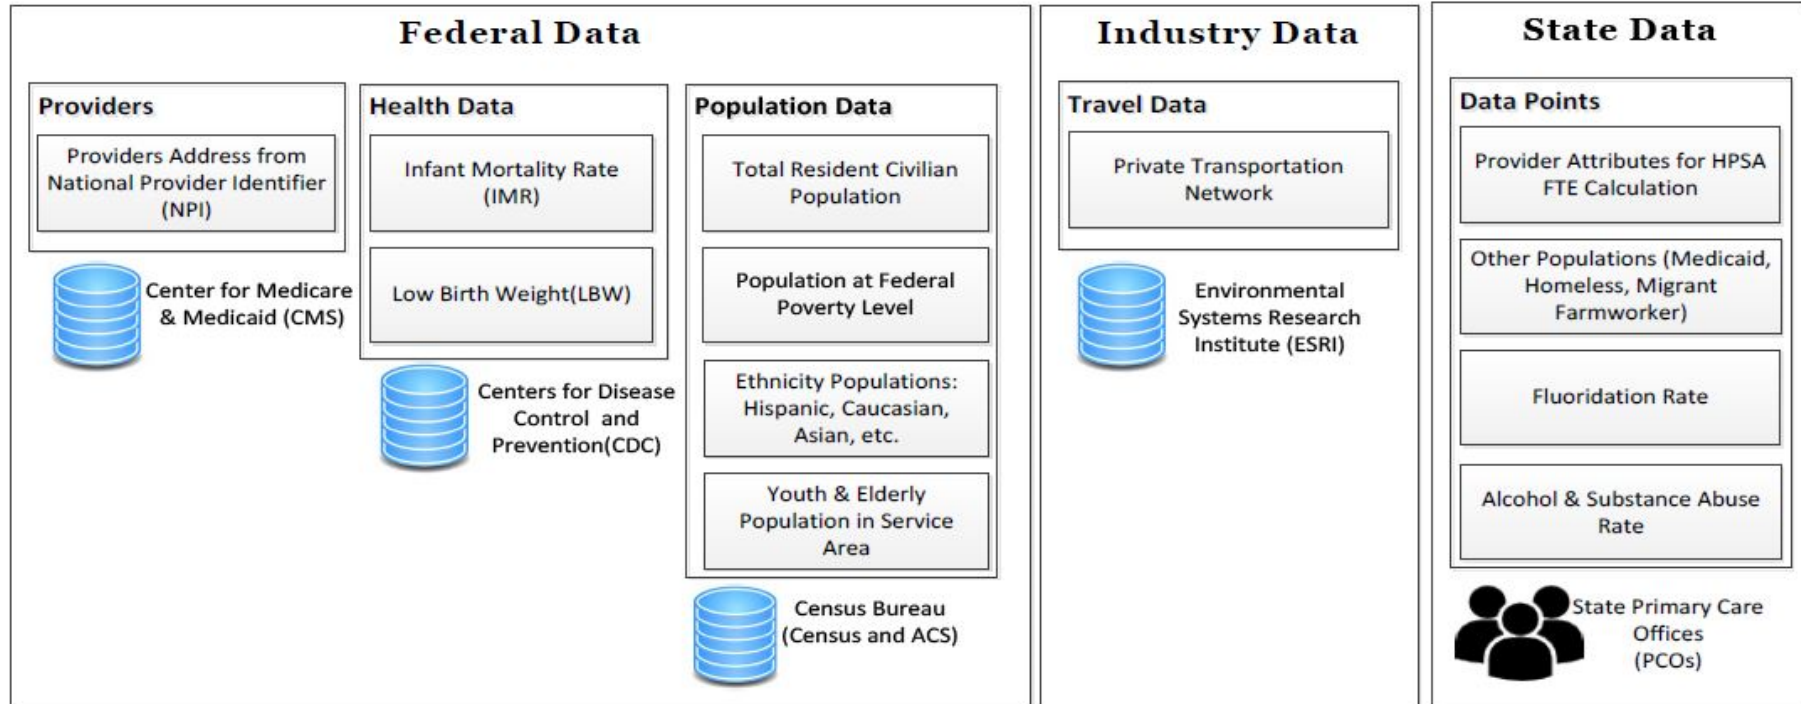 Federal Data
Providers
Providers Address from
National Provider Identifier
(NPI)
Center for Medicare
& Medicaid (CMS)
Health Data
Infant Mortality Rate
(IMR)
Low Birth Weight(LBW)
Centers for Disease
Control and
Prevention(CDC)
Population Data
Total Resident Civilian
Population
Population at Federal
Poverty Level
Ethnicity Populations:
Hispanic, Caucasian,
Asian, etc.
Youth & Elderly
Population in Service
Area
Census Bureau
(Census and ACS)
Industry Data
Travel Data
Private Transportation
Network
Environmental
Systems Research
Institute (ESRI)
State Data
Data Points
Provider Attributes for HPSA
FTE Calculation
Other Populations (Medicaid,
Homeless, Migrant
Farmworker)
Fluoridation Rate
Alcohol & Substance Abuse
Rate
State Primary Care
Offices
(PCOs)